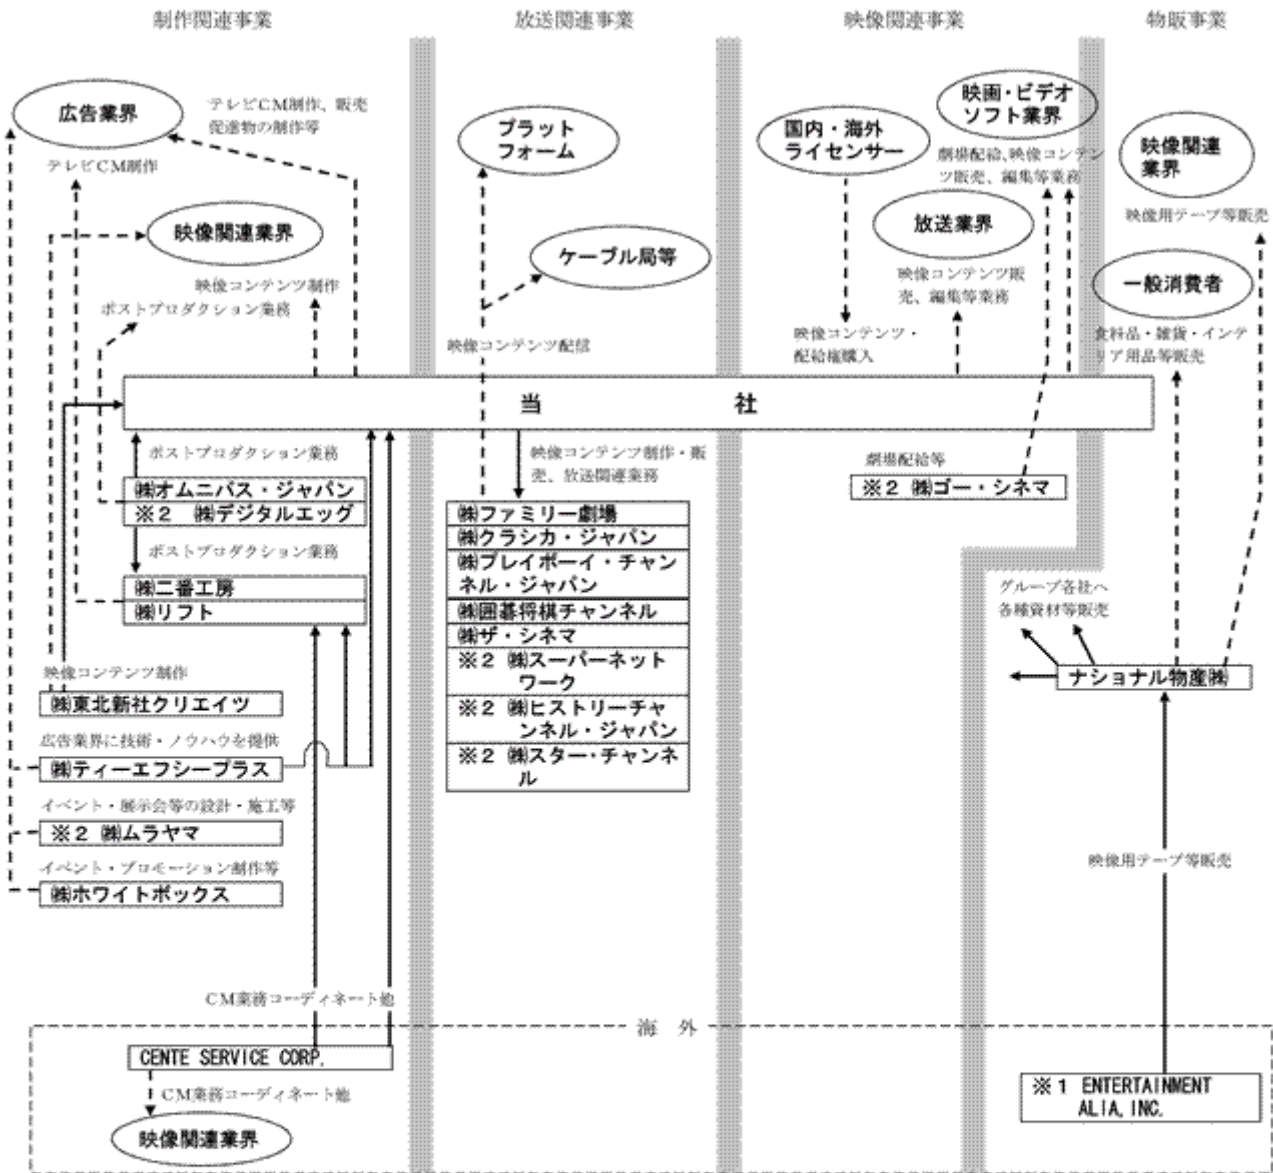 制作関連事業
放送関連事業
映像関連事業
物販事業
広告業界
テレビCM制作、販売
促進物の制作等
テレビCM制作
映像関連業界
映像コンテンツ制作
ポストプロダクション業務
プラット
フォーム
ケーブル局等
映像コンテンツ配信
国内・海外
ライセンサー
映像コンテンツ・
配給権購入
映画・ビデオ
ソフト業界
劇場配給、映像コンテン
ツ販売、編集等業務
放送業界
映像コンテンツ販
売、編集等業務
映像関連
業界
映像用テープ等販売
一般消費者
食料品・雑貨・インテ
リア用品等販売
当社
ポストプロダクション業務
㈱オムニバス・ジャパン
※2 ㈱デジタルエッグ
ポストプロダクション業務
㈱二番工房
㈱リフト
映像コンテンツ制作
㈱東北新社クリエイツ
広告業界に技術・ノウハウを提供
㈱ティーエフシープラス
イベント・展示会等の設計・施工等
※2 ㈱ムラヤマ
イベント・プロモーション制作等
㈱ホワイトボックス
映像コンテンツ制作・販
売、放送関連業務
㈱ファミリー劇場
㈱クラシカ・ジャパン
㈱プレイボーイ・チャン
ネル・ジャパン
㈱囲碁将棋チャンネル
㈱ザ・シネマ
※2 ㈱スーパーネット
ワーク
※2 ㈱ヒストリーチャ
ンネル・ジャパン
※2 ㈱スター・チャンネ
ル
劇場配給等
※2 ㈱ゴー・シネマ
グループ各社へ
各種資材等販売
ナショナル物産㈱
映像用テープ等販売
CM業務コーディネート他
海外
CENTE SERVICE CORP.
CM業務コーディネート他
映像関連業界
※1 ENTERTAINMENT
ALIA, INC.